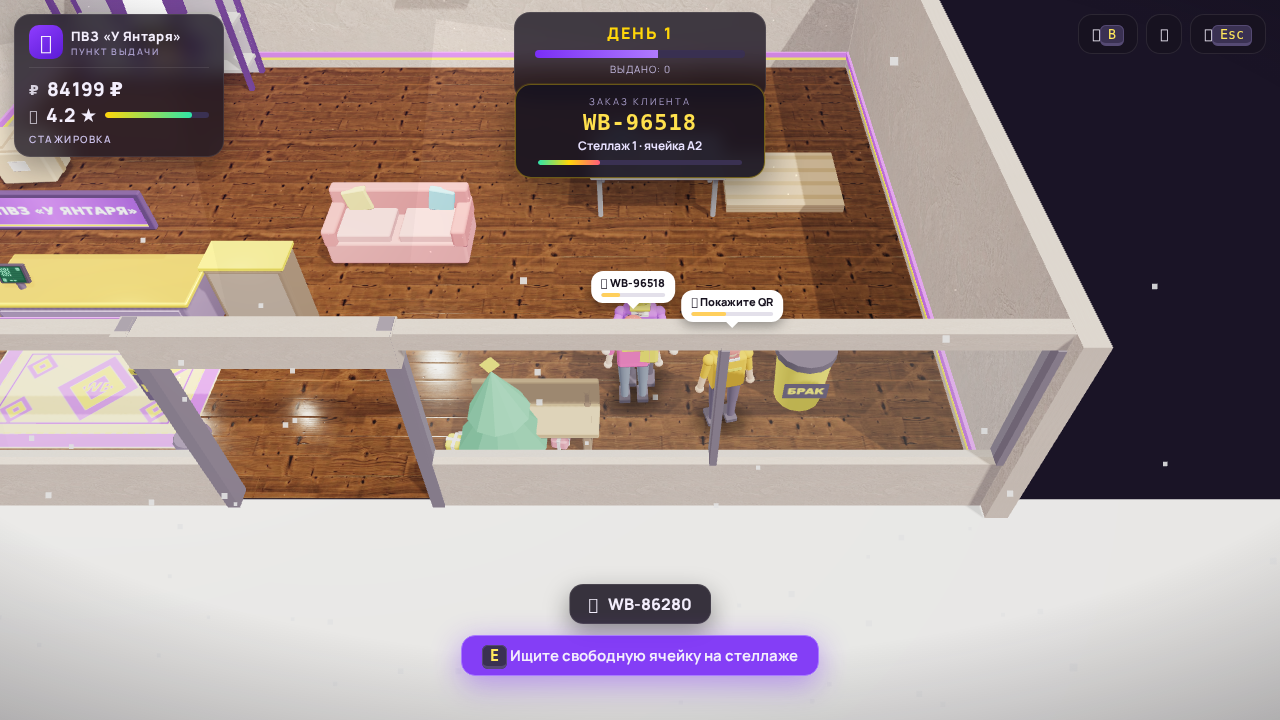 ПВЗ «У Янтаря»
ПУНКТ ВЫДАЧИ
₽ 84199 ₽
4.2 ★
СТАЖИРОВКА
ДЕНЬ 1
ВЫДАНО: 0
ЗАКАЗ КЛИЕНТА
WB-96518
Стеллаж 1 · ячейка A2
B
Esc
ПВЗ «У ЯНТАРЯ»
WB-96518
Покажите QR
БРАК
WB
WB-86280
E Ищите свободную ячейку на стеллаже